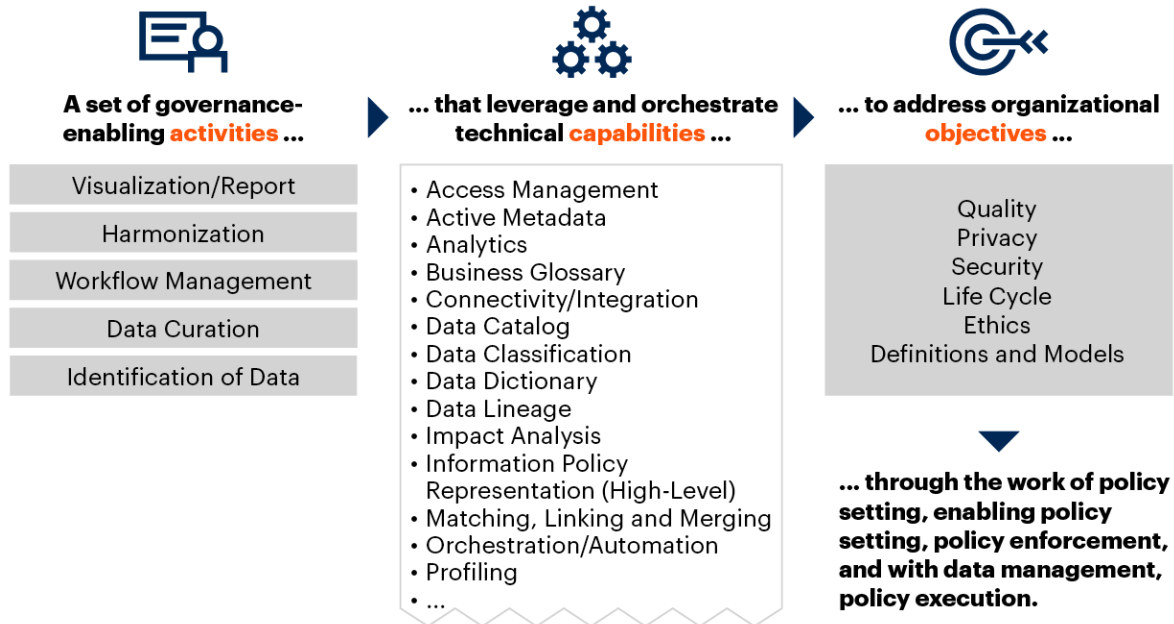 A set of governance-
enabling activities ...
Visualization/Report
Harmonization
Workflow Management
Data Curation
Identification of Data
... that leverage and orchestrate
technical capabilities ...
• Access Management
• Active Metadata
• Analytics
• Business Glossary
• Connectivity/Integration
• Data Catalog
• Data Classification
• Data Dictionary
• Data Lineage
• Impact Analysis
• Information Policy
Representation (High-Level)
• Matching, Linking and Merging
• Orchestration/Automation
• Profiling
• ...
... to address organizational
objectives ...
Quality
Privacy
Security
Life Cycle
Ethics
Definitions and Models
... through the work of policy
setting, enabling policy
setting, policy enforcement,
and with data management,
policy execution.